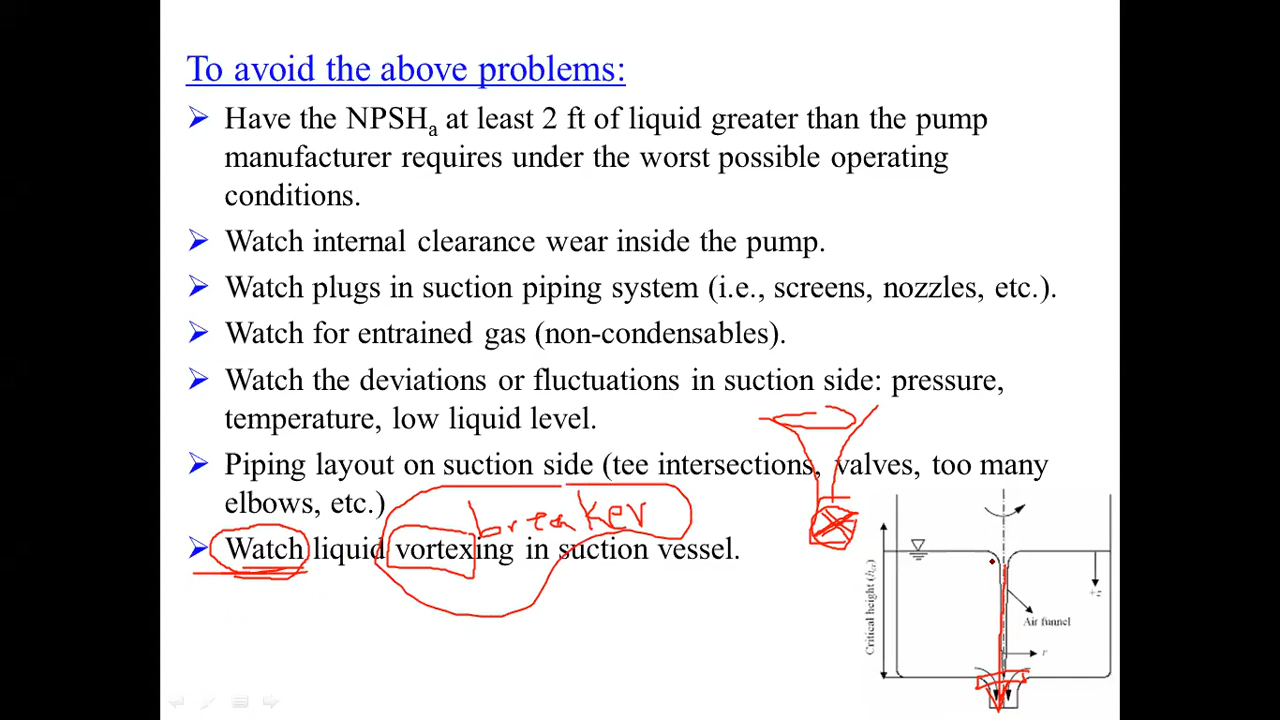 To avoid the above problems:
➢ Have the NPSHa at least 2 ft of liquid greater than the pump
manufacturer requires under the worst possible operating
conditions.
➢ Watch internal clearance wear inside the pump.
➢ Watch plugs in suction piping system (i.e., screens, nozzles, etc.).
➢ Watch for entrained gas (non-condensables).
➢ Watch the deviations or fluctuations in suction side: pressure,
temperature, low liquid level.
➢ Piping layout on suction side (tee intersections, valves, too many
elbows, etc.)
breaker
➢ Watch liquid vortexing in suction vessel.
Critical height (hcr)
+z
Air funnel
r